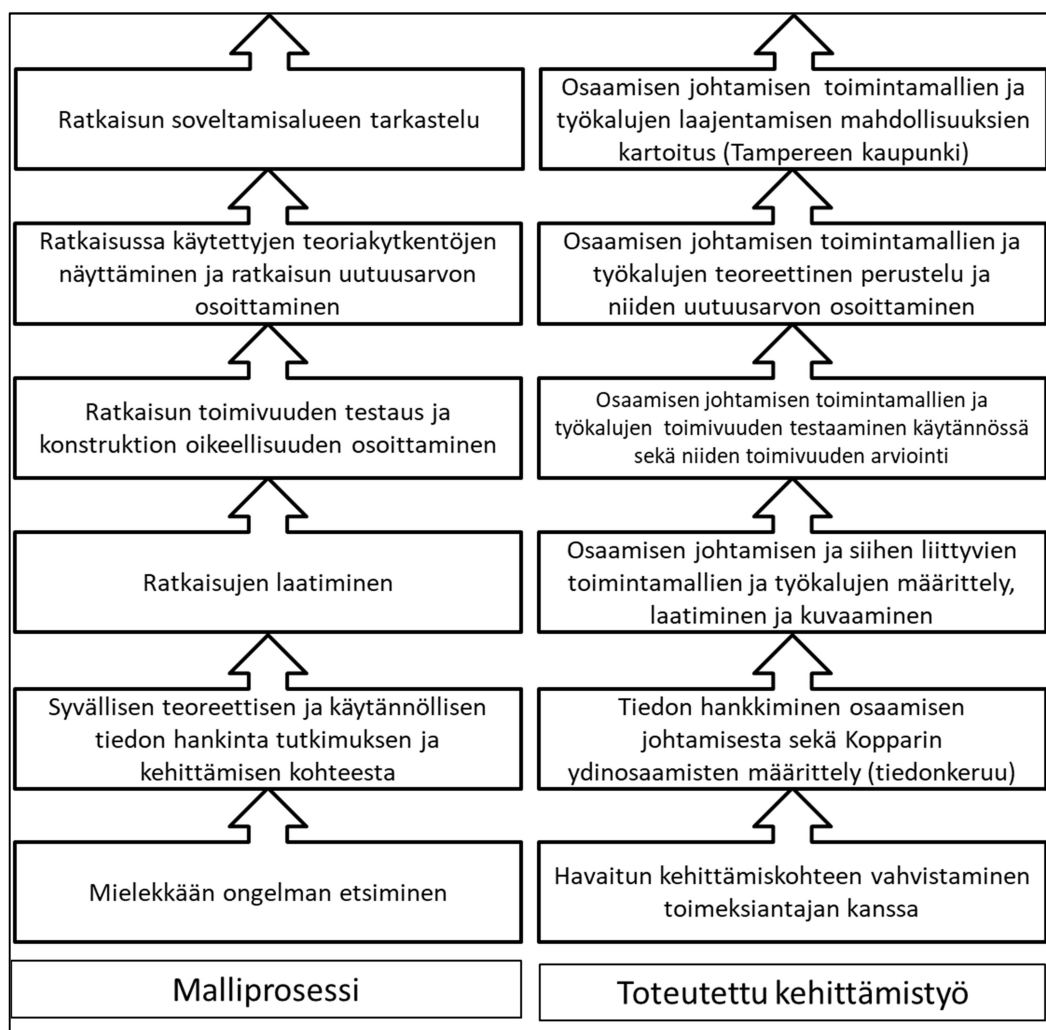 Ratkaisun soveltamisalueen tarkastelu
Osaamisen johtamisen toimintamallien ja
työkalujen laajentamisen mahdollisuuksien
kartoitus (Tampereen kaupunki)
Ratkaisussa käytettyjen teoriakytkentöjen
näyttäminen ja ratkaisun uutuusarvon
osoittaminen
Osaamisen johtamisen toimintamallien ja
työkalujen teoreettinen perustelu ja
niiden uutuusarvon osoittaminen
Ratkaisun toimivuuden testaus ja
konstruktion oikeellisuuden osoittaminen
Osaamisen johtamisen toimintamallien ja
työkalujen toimivuuden testaaminen käytännössä
sekä niiden toimivuuden arviointi
Ratkaisujen laatiminen
Osaamisen johtamisen ja siihen liittyvien
toimintamallien ja työkalujen määrittely,
laatiminen ja kuvaaminen
Syvällisen teoreettisen ja käytännöllisen
tiedon hankinta tutkimuksen ja
kehittämisen kohteesta
Tiedon hankkiminen osaamisen
johtamisesta sekä Kopparin
ydinosaamisten määrittely (tiedonkeruu)
Mielekkään ongelman etsiminen
Havaitun kehittämiskohteen vahvistaminen
toimeksiantajan kanssa
Malliprosessi
Toteutettu kehittämistyö